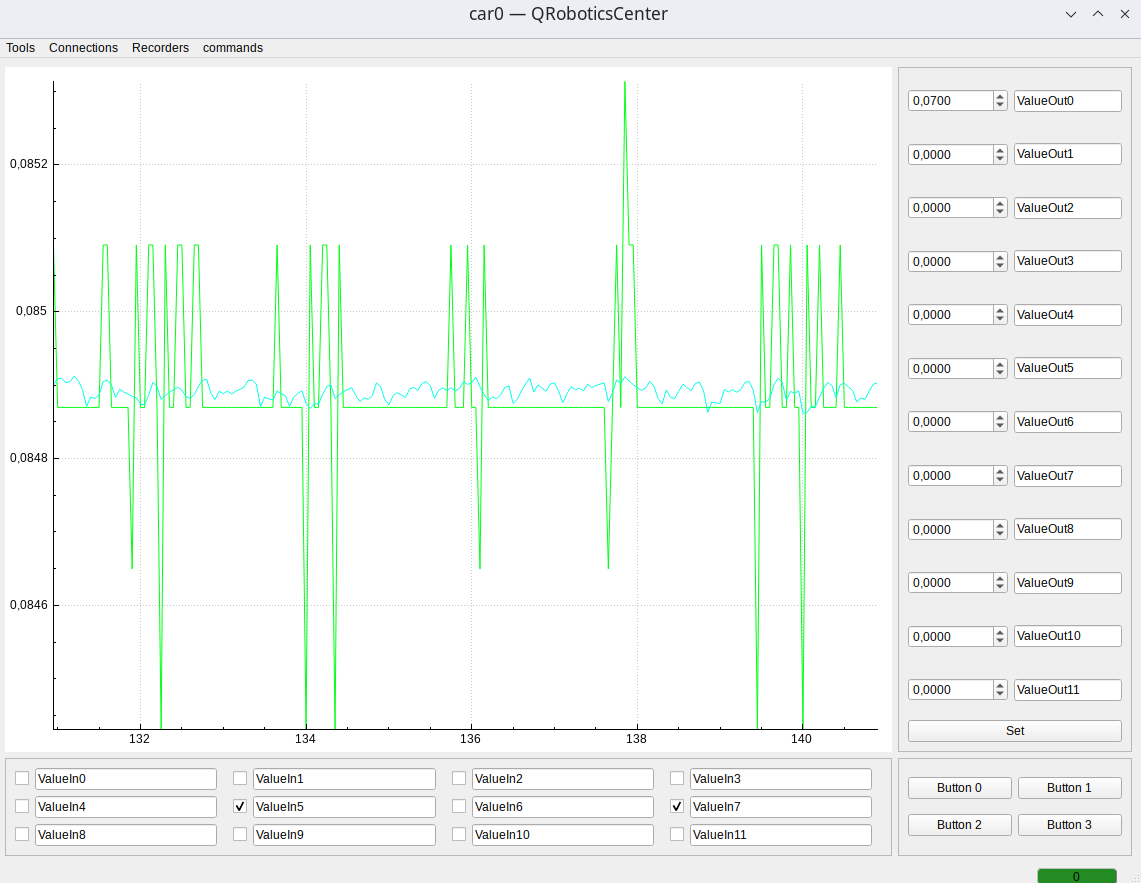 car0 — QRoboticsCenter
Tools Connections Recorders commands
0,0852
0,085
0,0848
0,0846
132 134 136 138 140
0,0700 ValueOut0
0,0000 ValueOut1
0,0000 ValueOut2
0,0000 ValueOut3
0,0000 ValueOut4
0,0000 ValueOut5
0,0000 ValueOut6
0,0000 ValueOut7
0,0000 ValueOut8
0,0000 ValueOut9
0,0000 ValueOut10
0,0000 ValueOut11
Set
ValueIn0 ValueIn1 ValueIn2 ValueIn3
ValueIn4 ValueIn5 ValueIn6 ValueIn7
ValueIn8 ValueIn9 ValueIn10 ValueIn11
Button 0 Button 1
Button 2 Button 3
0